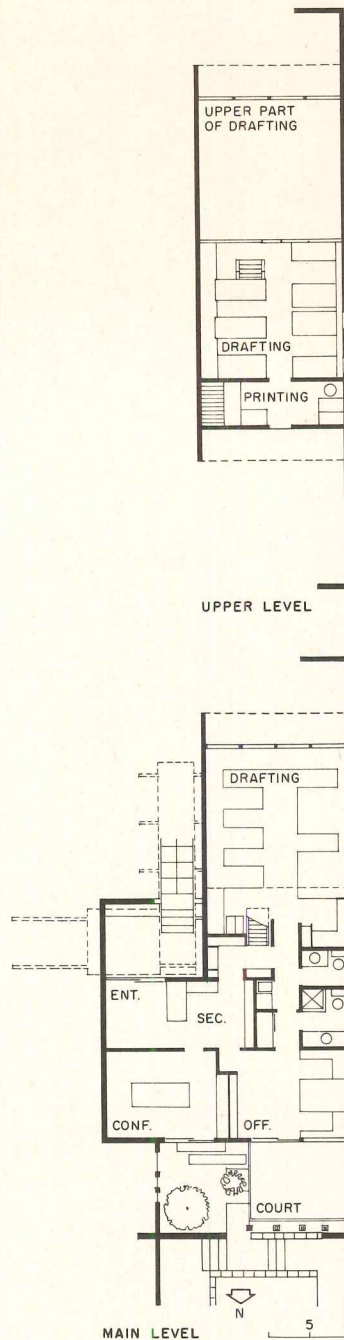 UPPER PART
OF DRAFTING
DRAFTING
PRINTING
UPPER LEVEL
DRAFTING
ENT.
SEC.
CONF.
OFF.
COURT
N
MAIN LEVEL
5